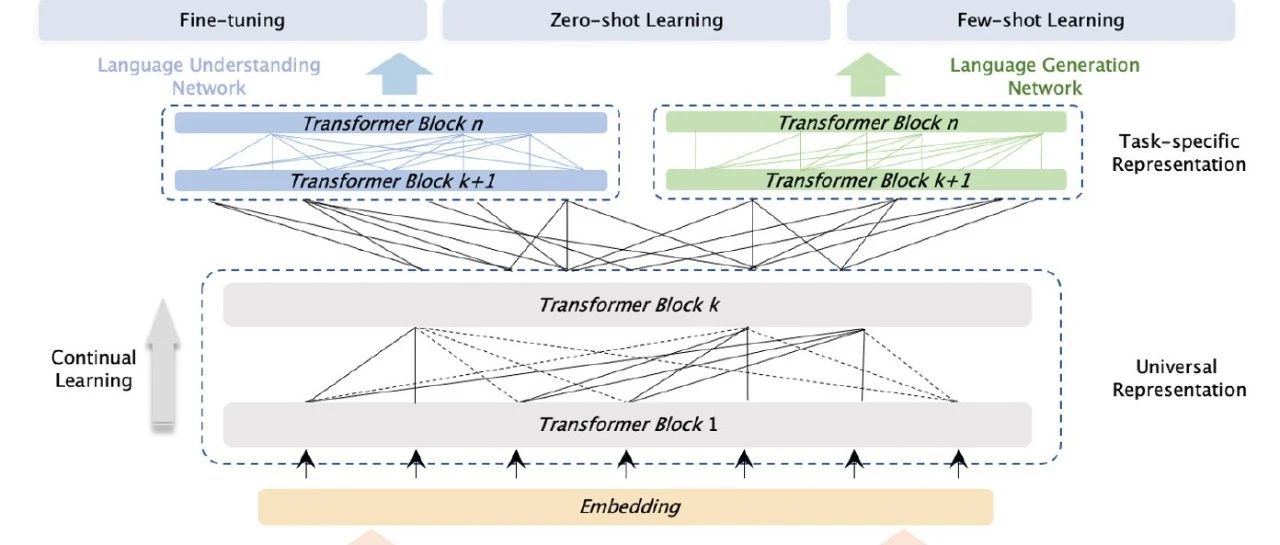 Fine-tuning
Zero-shot Learning
Few-shot Learning
Language Understanding
Network
Language Generation
Network
Transformer Block n
Transformer Block n
Task-specific
Representation
Transformer Block k+1
Transformer Block k+1
Transformer Block k
Continual
Learning
Universal
Representation
Transformer Block 1
Embedding